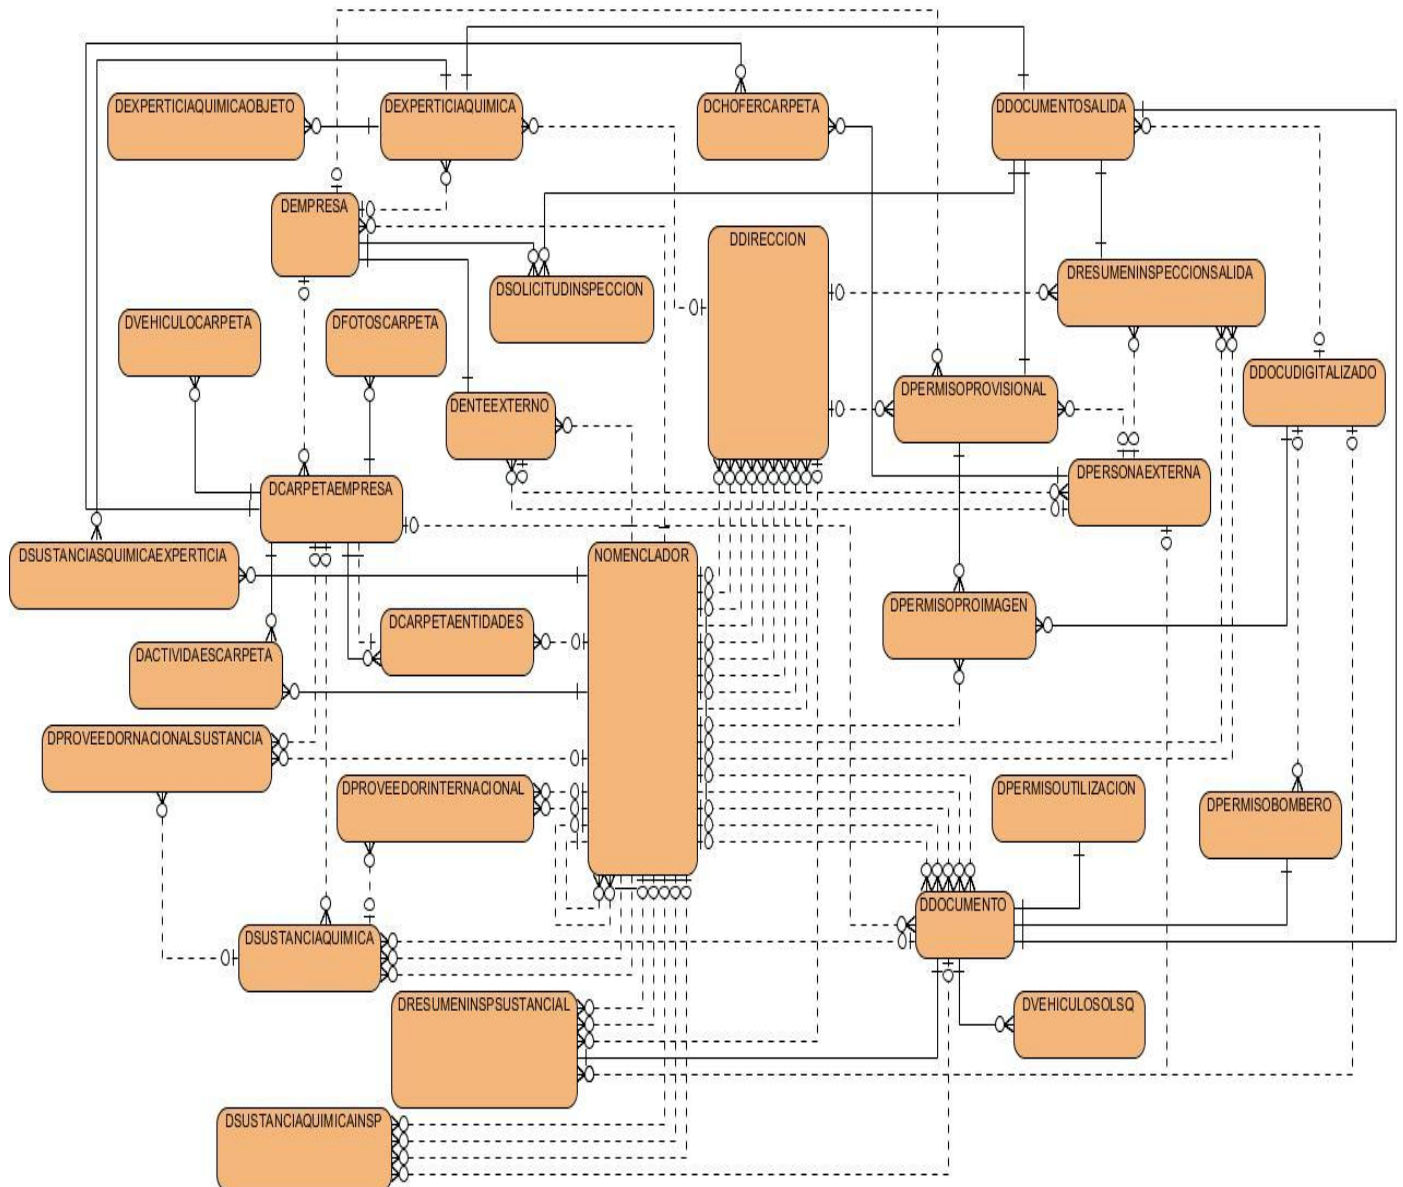 DEXPERTICIAQUIMICAOBJETO
DEXPERTICIAQUIMICA
DCHOFERCARPETA
DDOCUMENTOSALIDA
DEMPRESA
DDIRECCION
DSOLICITUDINSPECCION
DRESUMENINSPECCIONSALIDA
DVEHICULOCARPETA
DFOTOSCARPETA
DDOCUDIGITALIZADO
DPERMISOPROVISIONAL
DENTEEXTERNO
DPERSONAEXTERNA
DCARPETAEMPRESA
DSUSTANCIASQUIMICAEXPERTICIA
NOMENCLADOR
DPERMISOPROIMAGEN
DCARPETAENTIDADES
DACTIVIDAESCARPETA
DPROVEEDORNACIONALSUSTANCIA
DPROVEEDORINTERNACIONAL
DPERMISOUTILIZACION
DPERMISOBOMBERO
DDOCUMENTO
DSUSTANCIAQUIMICA
DRESUMENINSPSUSTANCIAL
DVEHICULOSOLSQ
DSUSTANCIAQUIMICAINSP